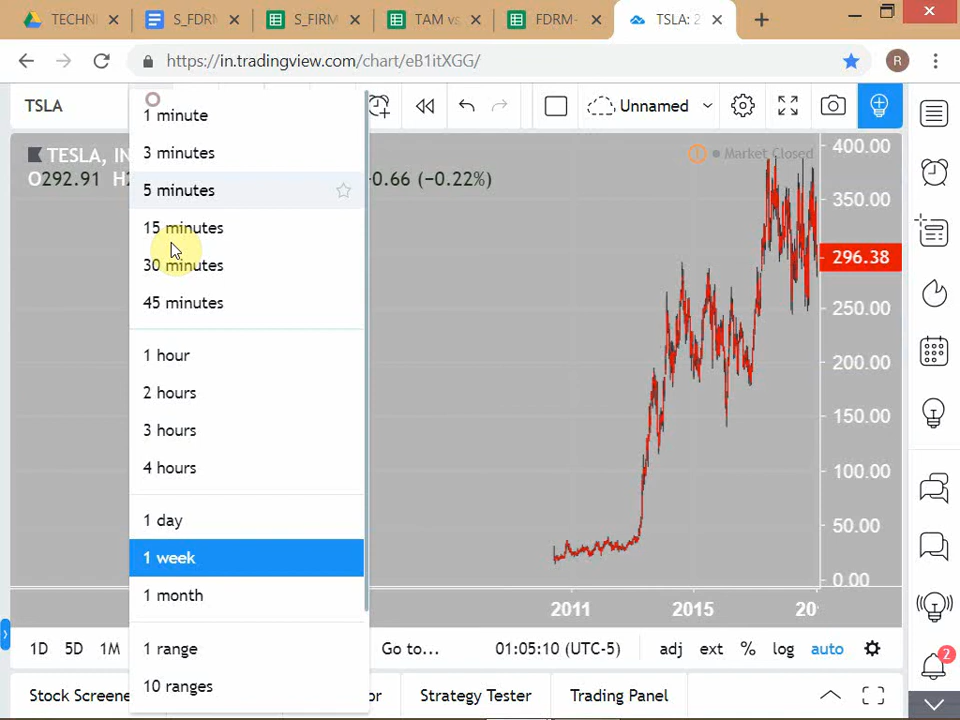 TECHNI
S_FDRM
S_FIRM
TAM vs
FDRM-
TSLA: 2
https://in.tradingview.com/chart/eB1itXGG/
R
TSLA
Unnamed
1 minute
3 minutes
5 minutes
15 minutes
30 minutes
45 minutes
1 hour
2 hours
3 hours
4 hours
1 day
1 week
1 month
1 range
10 ranges
TESLA, IN
Market Closed
O292.91 H2
0.66 (−0.22%)
400.00
350.00
296.38
250.00
200.00
150.00
100.00
50.00
0.00
2011 2015 20
1D 5D 1M Go to... 01:05:10 (UTC-5) adj ext % log auto
2
Stock Screene
or
Strategy Tester
Trading Panel